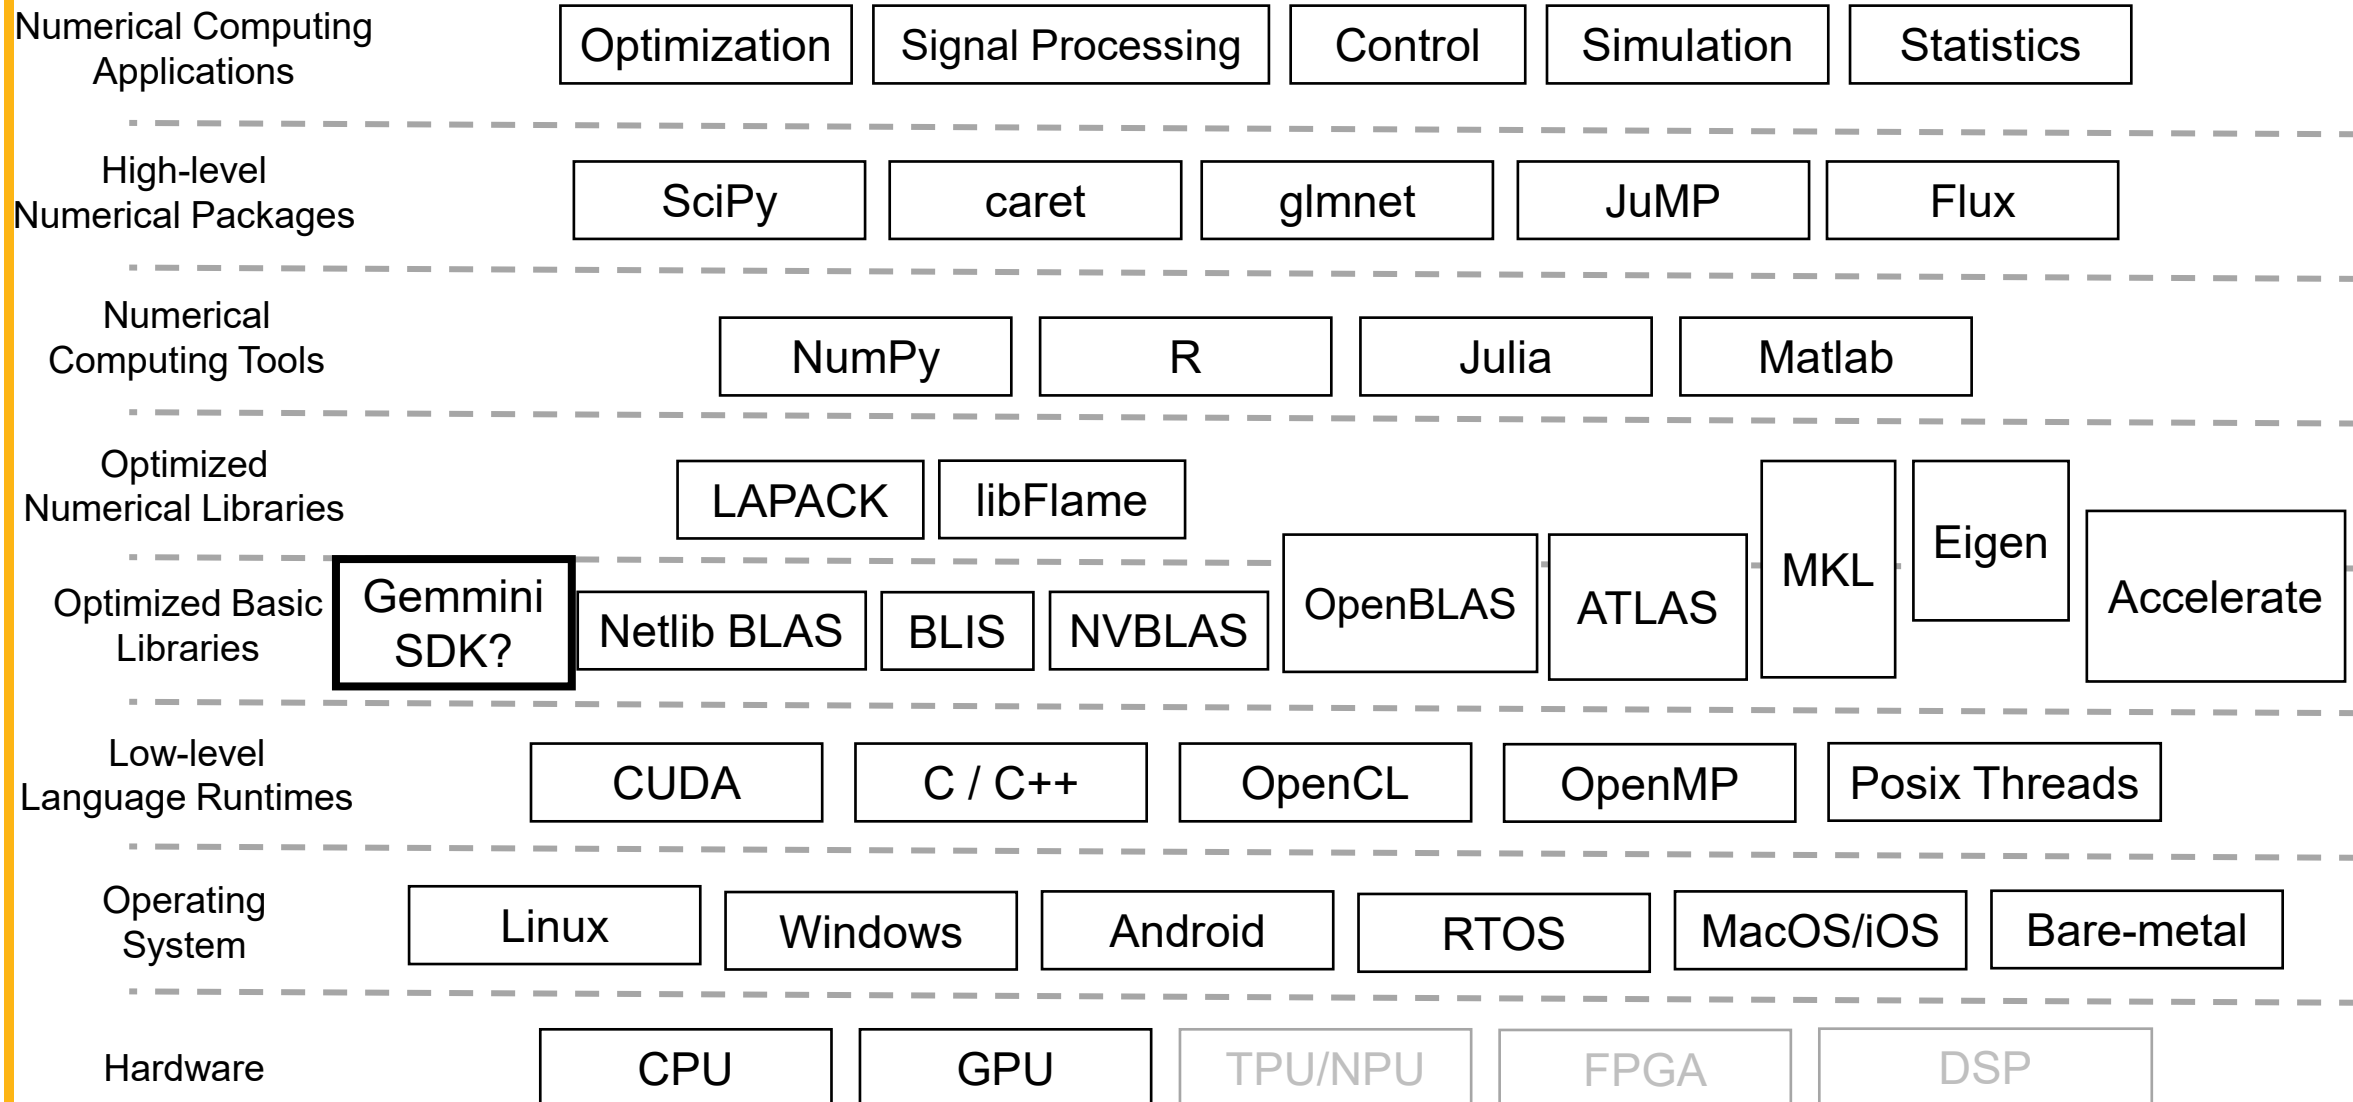 Numerical Computing
Applications
Optimization
Signal Processing
Control
Simulation
Statistics
High-level
Numerical Packages
SciPy
caret
glmnet
JuMP
Flux
Numerical
Computing Tools
NumPy
R
Julia
Matlab
Optimized
Numerical Libraries
LAPACK
libFlame
MKL
Eigen
Accelerate
OpenBLAS
ATLAS
Optimized Basic
Libraries
Gemmini
SDK?
Netlib BLAS
BLIS
NVBLAS
Low-level
Language Runtimes
CUDA
C / C++
OpenCL
OpenMP
Posix Threads
Operating
System
Linux
Windows
Android
RTOS
MacOS/iOS
Bare-metal
Hardware
CPU
GPU
TPU/NPU
FPGA
DSP